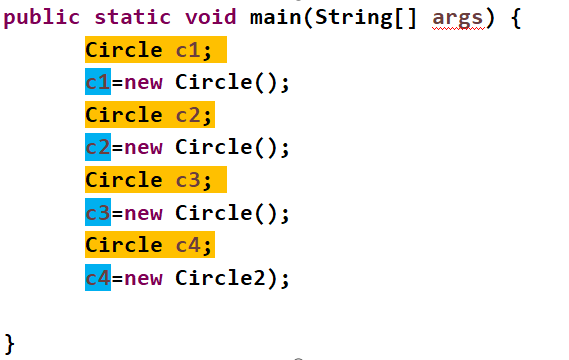 public static void main(String[] args) {
Circle c1;
c1=new Circle();
Circle c2;
c2=new Circle();
Circle c3;
c3=new Circle();
Circle c4;
c4=new Circle2);
}